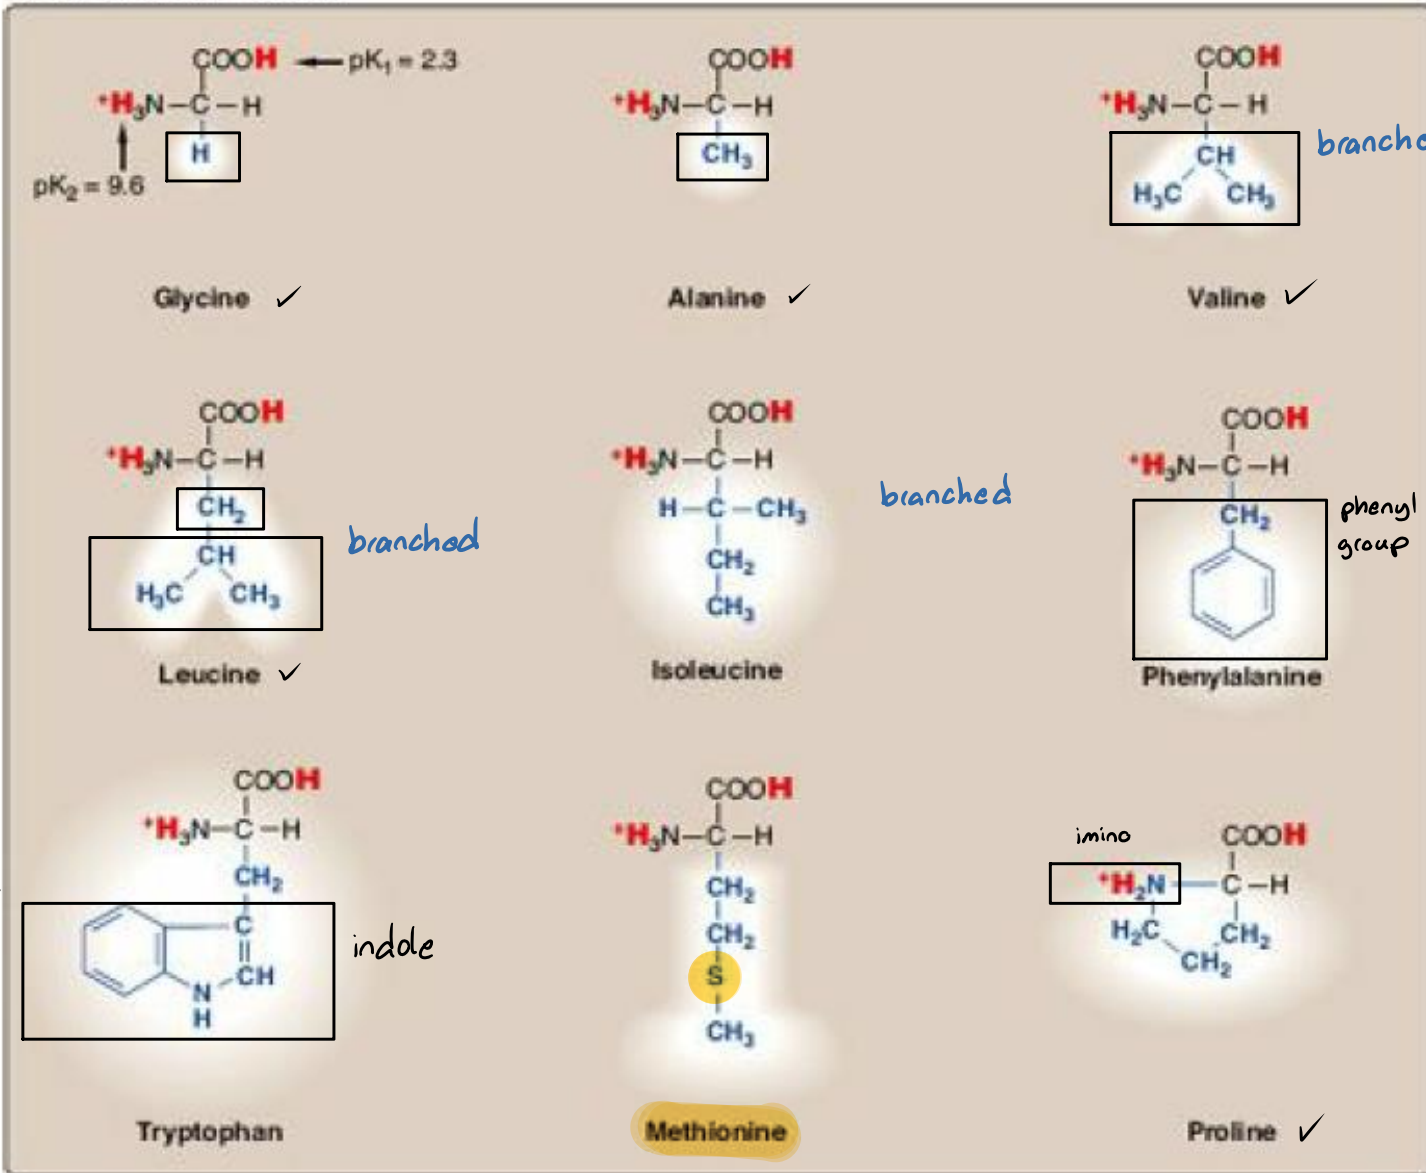 COOH ← pK₁ = 2.3
⁺H₃N–C–H
H
pK₂ = 9.6
Glycine ✓
COOH
⁺H₃N–C–H
CH₃
Alanine ✓
COOH
⁺H₃N–C–H
CH
H₃C CH₃
branche
Valine ✓
COOH
⁺H₃N–C–H
CH₂
CH
H₃C CH₃
branched
Leucine ✓
COOH
⁺H₃N–C–H
H–C–CH₃
CH₂
CH₃
branched
Isoleucine
COOH
⁺H₃N–C–H
CH₂
phenyl
group
Phenylalanine
COOH
⁺H₃N–C–H
CH₂
C
CH
N
H
indole
Tryptophan
COOH
⁺H₃N–C–H
CH₂
CH₂
S
CH₃
Methionine
imino
COOH
⁺H₂N–C–H
H₂C CH₂
CH₂
Proline ✓